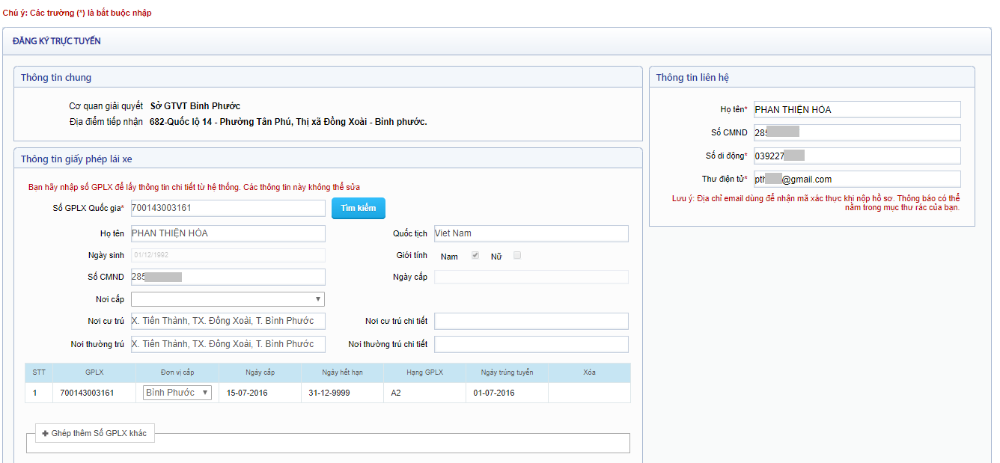 Chú ý: Các trường (*) là bắt buộc nhập
ĐĂNG KÝ TRỰC TUYẾN
Thông tin chung
Cơ quan giải quyết Sở GTVT Bình Phước
Địa điểm tiếp nhận 682-Quốc lộ 14 - Phường Tân Phú, Thị xã Đồng Xoài - Bình phước.
Thông tin giấy phép lái xe
Bạn hãy nhập số GPLX để lấy thông tin chi tiết từ hệ thống. Các thông tin này không thể sửa
Số GPLX Quốc gia* 700143003161 Tìm kiếm
Họ tên PHAN THIỆN HÓA Quốc tịch Viet Nam
Ngày sinh 01/12/1992 Giới tính Nam Nữ
Số CMND 285 Ngày cấp
Nơi cấp
Nơi cư trú X. Tiến Thành, TX. Đồng Xoài, T. Bình Phước Nơi cư trú chi tiết
Nơi thường trú X. Tiến Thành, TX. Đồng Xoài, T. Bình Phước Nơi thường trú chi tiết
STT GPLX Đơn vị cấp Ngày cấp Ngày hết hạn Hạng GPLX Ngày trúng tuyển Xóa
1 700143003161 Bình Phước 15-07-2016 31-12-9999 A2 01-07-2016
Ghép thêm Số GPLX khác
Thông tin liên hệ
Họ tên* PHAN THIỆN HÓA
Số CMND 285
Số di động* 039227
Thư điện tử* pth @gmail.com
Lưu ý: Địa chỉ email dùng để nhận mã xác thực khi nộp hồ sơ. Thông báo có thể
nằm trong mục thư rác của bạn.